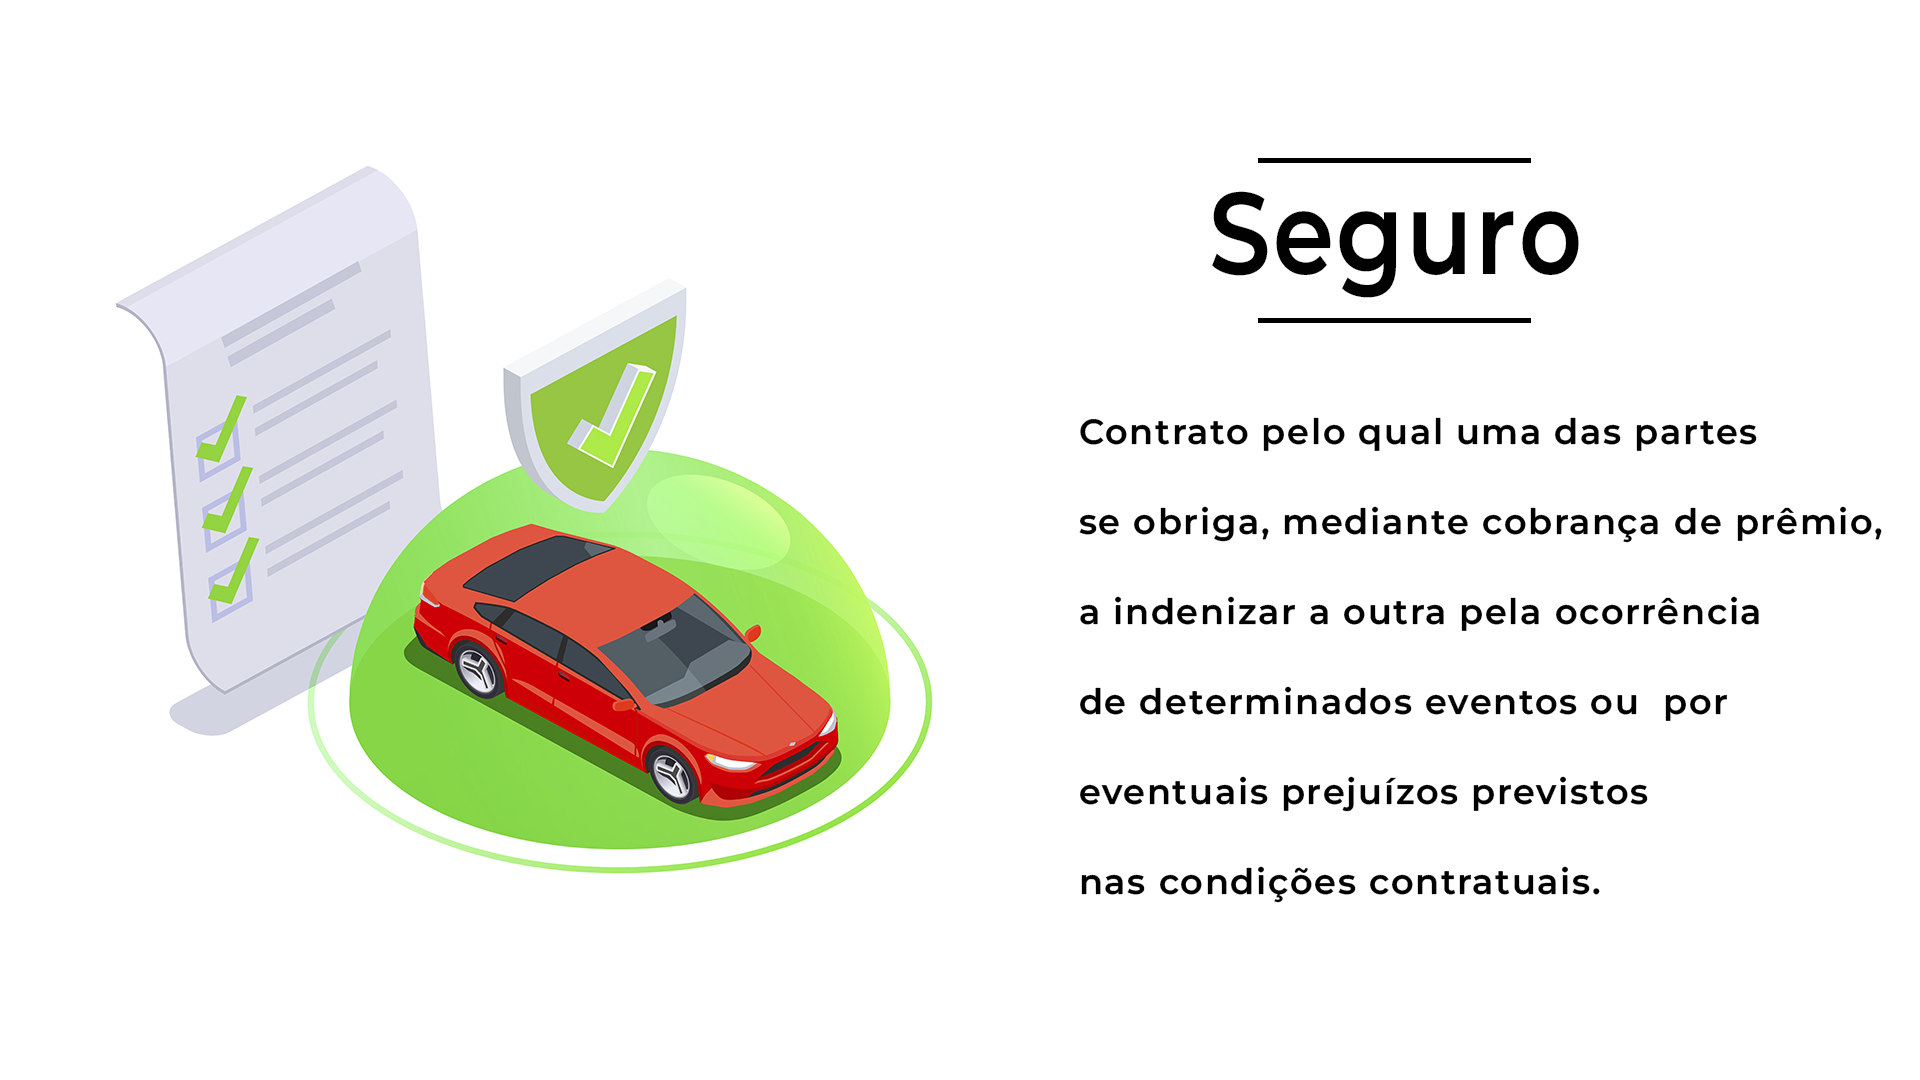 Seguro
Contrato pelo qual uma das partes
se obriga, mediante cobrança de prêmio,
a indenizar a outra pela ocorrência
de determinados eventos ou  por
eventuais prejuízos previstos
nas condições contratuais.